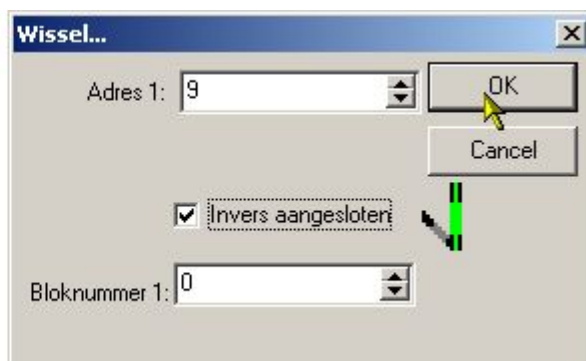 Wissel...
Adres 1: 9
OK
Cancel
Invers aangesloten
Bloknummer 1: 0